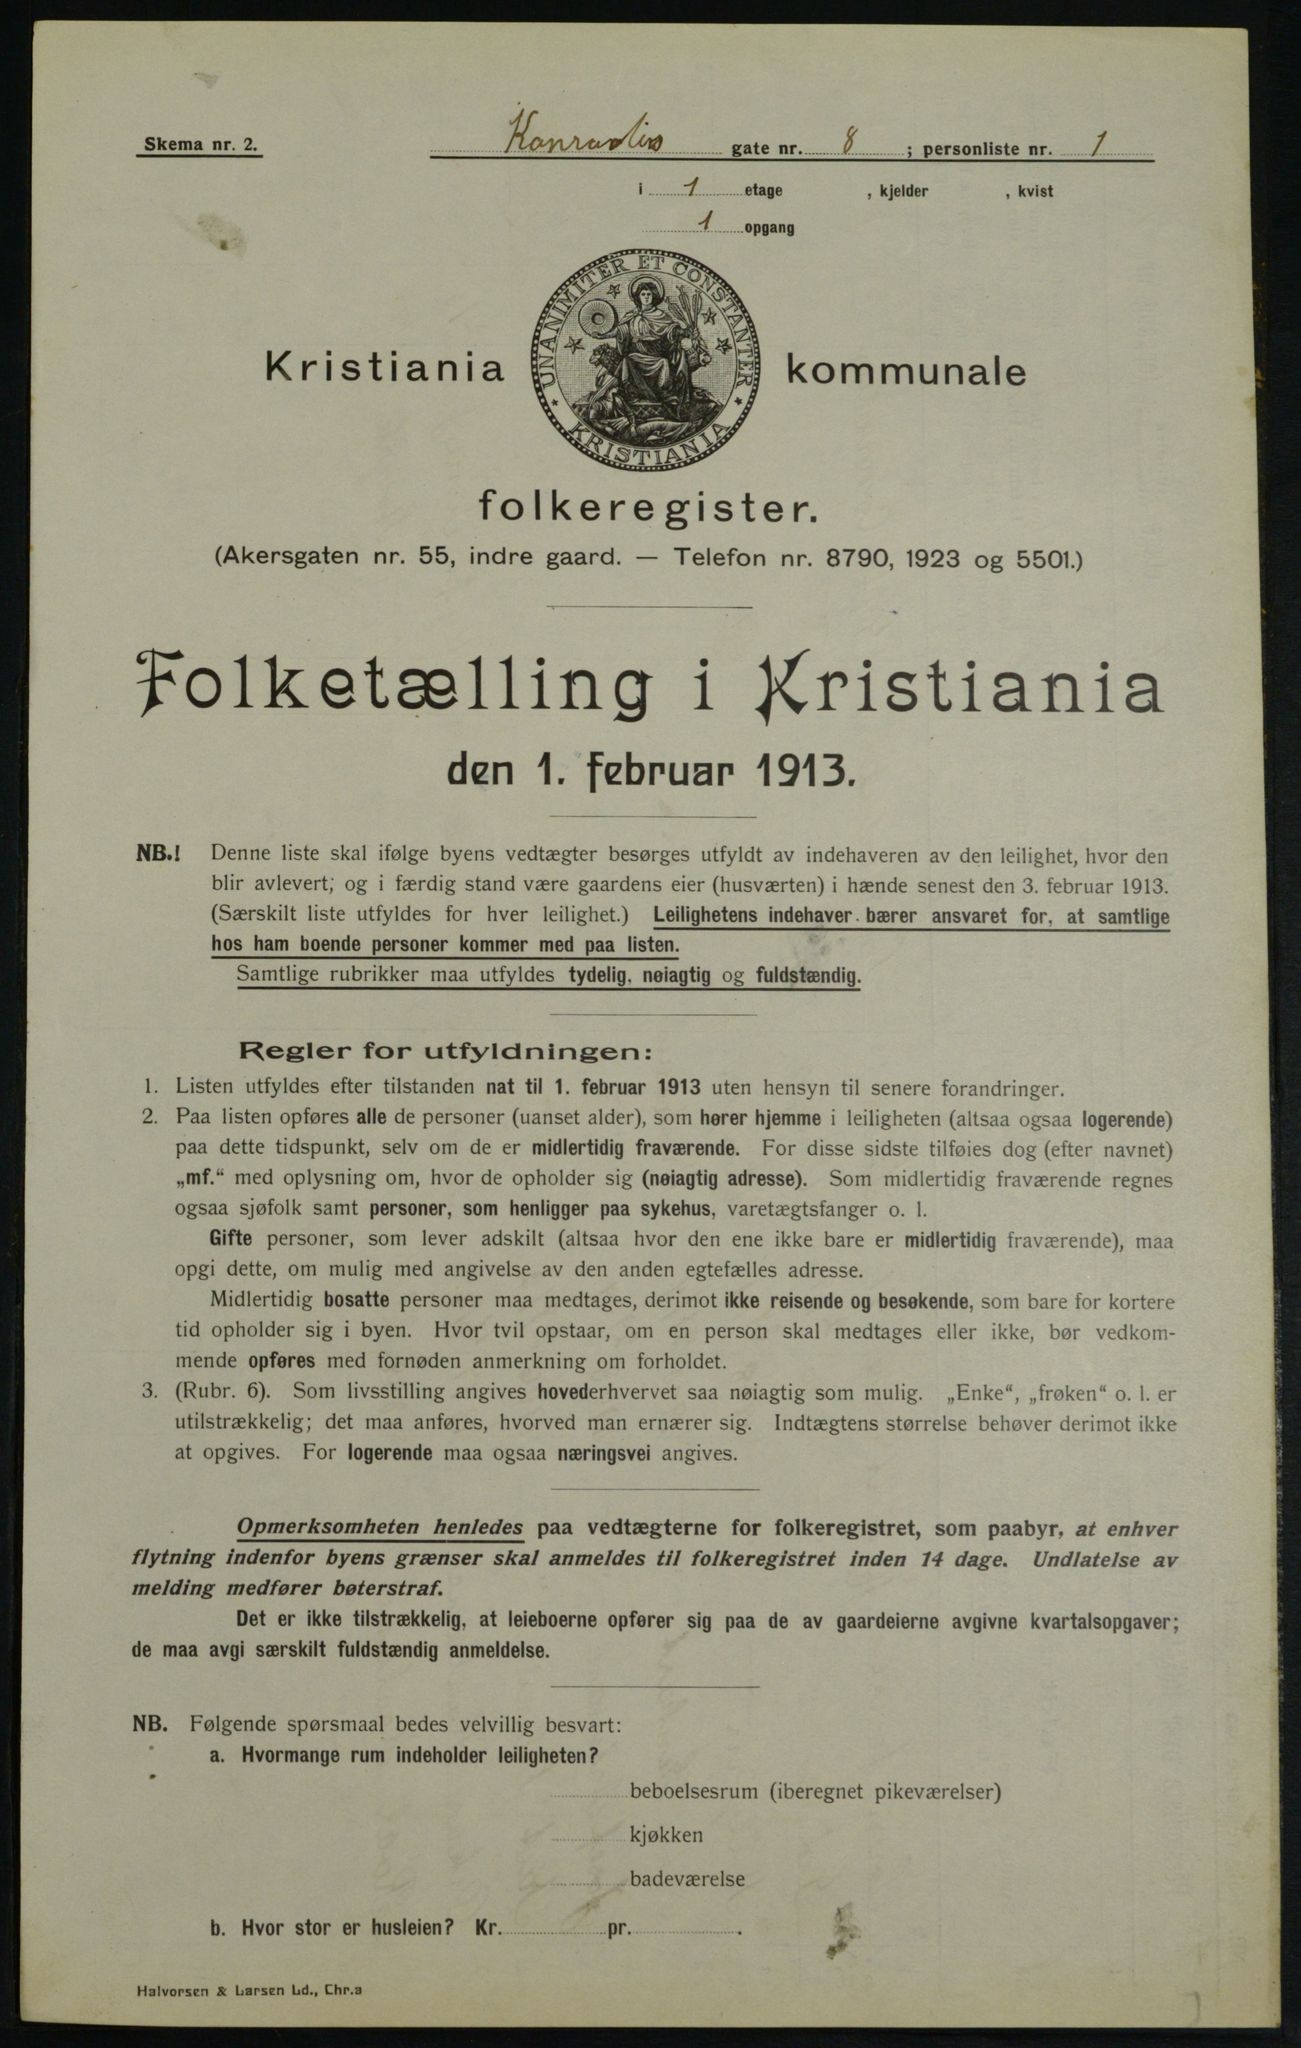 Skema nr. 2.
Konradis gate nr. 8 ; personliste nr. 1
i 1 etage , kjelder , kvist
1 opgang
UNANIMITER ET CONSTANTER
KRISTIANIA
Kristiania kommunale
folkeregister.
(Akersgaten nr. 55, indre gaard. — Telefon nr. 8790, 1923 og 5501.)
Folketælling i Kristiania
den 1. februar 1913.
NB.! Denne liste skal ifølge byens vedtægter besørges utfyldt av indehaveren av den leilighet, hvor den
blir avlevert; og i færdig stand være gaardens eier (husværten) i hænde senest den 3. februar 1913.
(Særskilt liste utfyldes for hver leilighet.) Leilighetens indehaver bærer ansvaret for, at samtlige
hos ham boende personer kommer med paa listen.
Samtlige rubrikker maa utfyldes tydelig, nøiagtig og fuldstændig.
Regler for utfyldningen:
1. Listen utfyldes efter tilstanden nat til 1. februar 1913 uten hensyn til senere forandringer.
2. Paa listen opføres alle de personer (uanset alder), som hører hjemme i leiligheten (altsaa ogsaa logerende)
paa dette tidspunkt, selv om de er midlertidig fraværende. For disse sidste tilføies dog (efter navnet)
„mf.“ med oplysning om, hvor de opholder sig (nøiagtig adresse). Som midlertidig fraværende regnes
ogsaa sjøfolk samt personer, som henligger paa sykehus, varetægtsfanger o. l.
Gifte personer, som lever adskilt (altsaa hvor den ene ikke bare er midlertidig fraværende), maa
opgi dette, om mulig med angivelse av den anden egtefælles adresse.
Midlertidig bosatte personer maa medtages, derimot ikke reisende og besøkende, som bare for kortere
tid opholder sig i byen. Hvor tvil opstaar, om en person skal medtages eller ikke, bør vedkom-
mende opføres med fornøden anmerkning om forholdet.
3. (Rubr. 6). Som livsstilling angives hovederhvervet saa nøiagtig som mulig. „Enke“, „frøken“ o. l. er
utilstrækkelig; det maa anføres, hvorved man ernærer sig. Indtægtens størrelse behøver derimot ikke
at opgives. For logerende maa ogsaa næringsvei angives.
Opmerksomheten henledes paa vedtægterne for folkeregistret, som paabyr, at enhver
flytning indenfor byens grænser skal anmeldes til folkeregistret inden 14 dage. Undlatelse av
melding medfører bøterstraf.
Det er ikke tilstrækkelig, at leieboerne opfører sig paa de av gaardeierne avgivne kvartalsopgaver;
de maa avgi særskilt fuldstændig anmeldelse.
NB. Følgende spørsmaal bedes velvillig besvart:
a. Hvormange rum indeholder leiligheten?
beboelsesrum (iberegnet pikeværelser)
kjøkken
badeværelse
b. Hvor stor er husleien? Kr. pr. .
Halvorsen & Larsen Ld., Chr.a